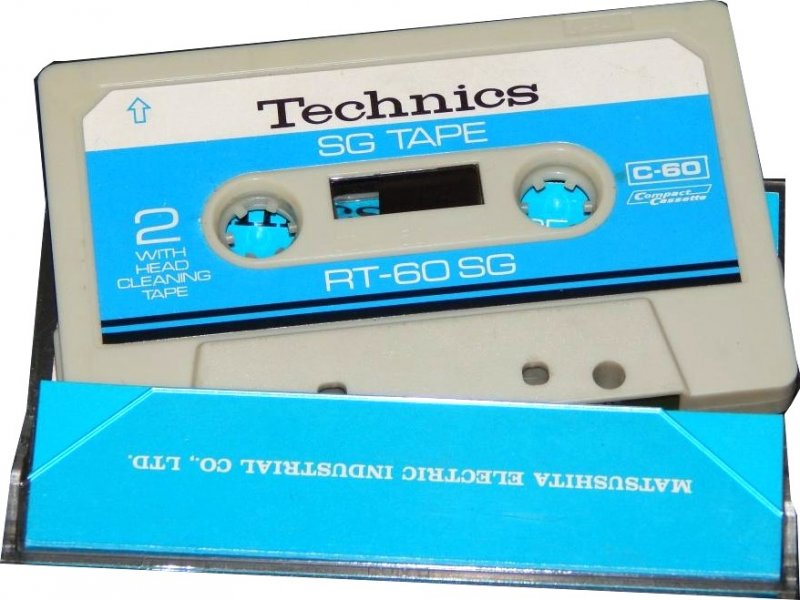 Technics
SG TAPE
C-60
Compact
Cassette
2
WITH
HEAD
CLEANING
TAPE
RT-60 SG
MATSUSHITA ELECTRIC INDUSTRIAL CO., LTD.